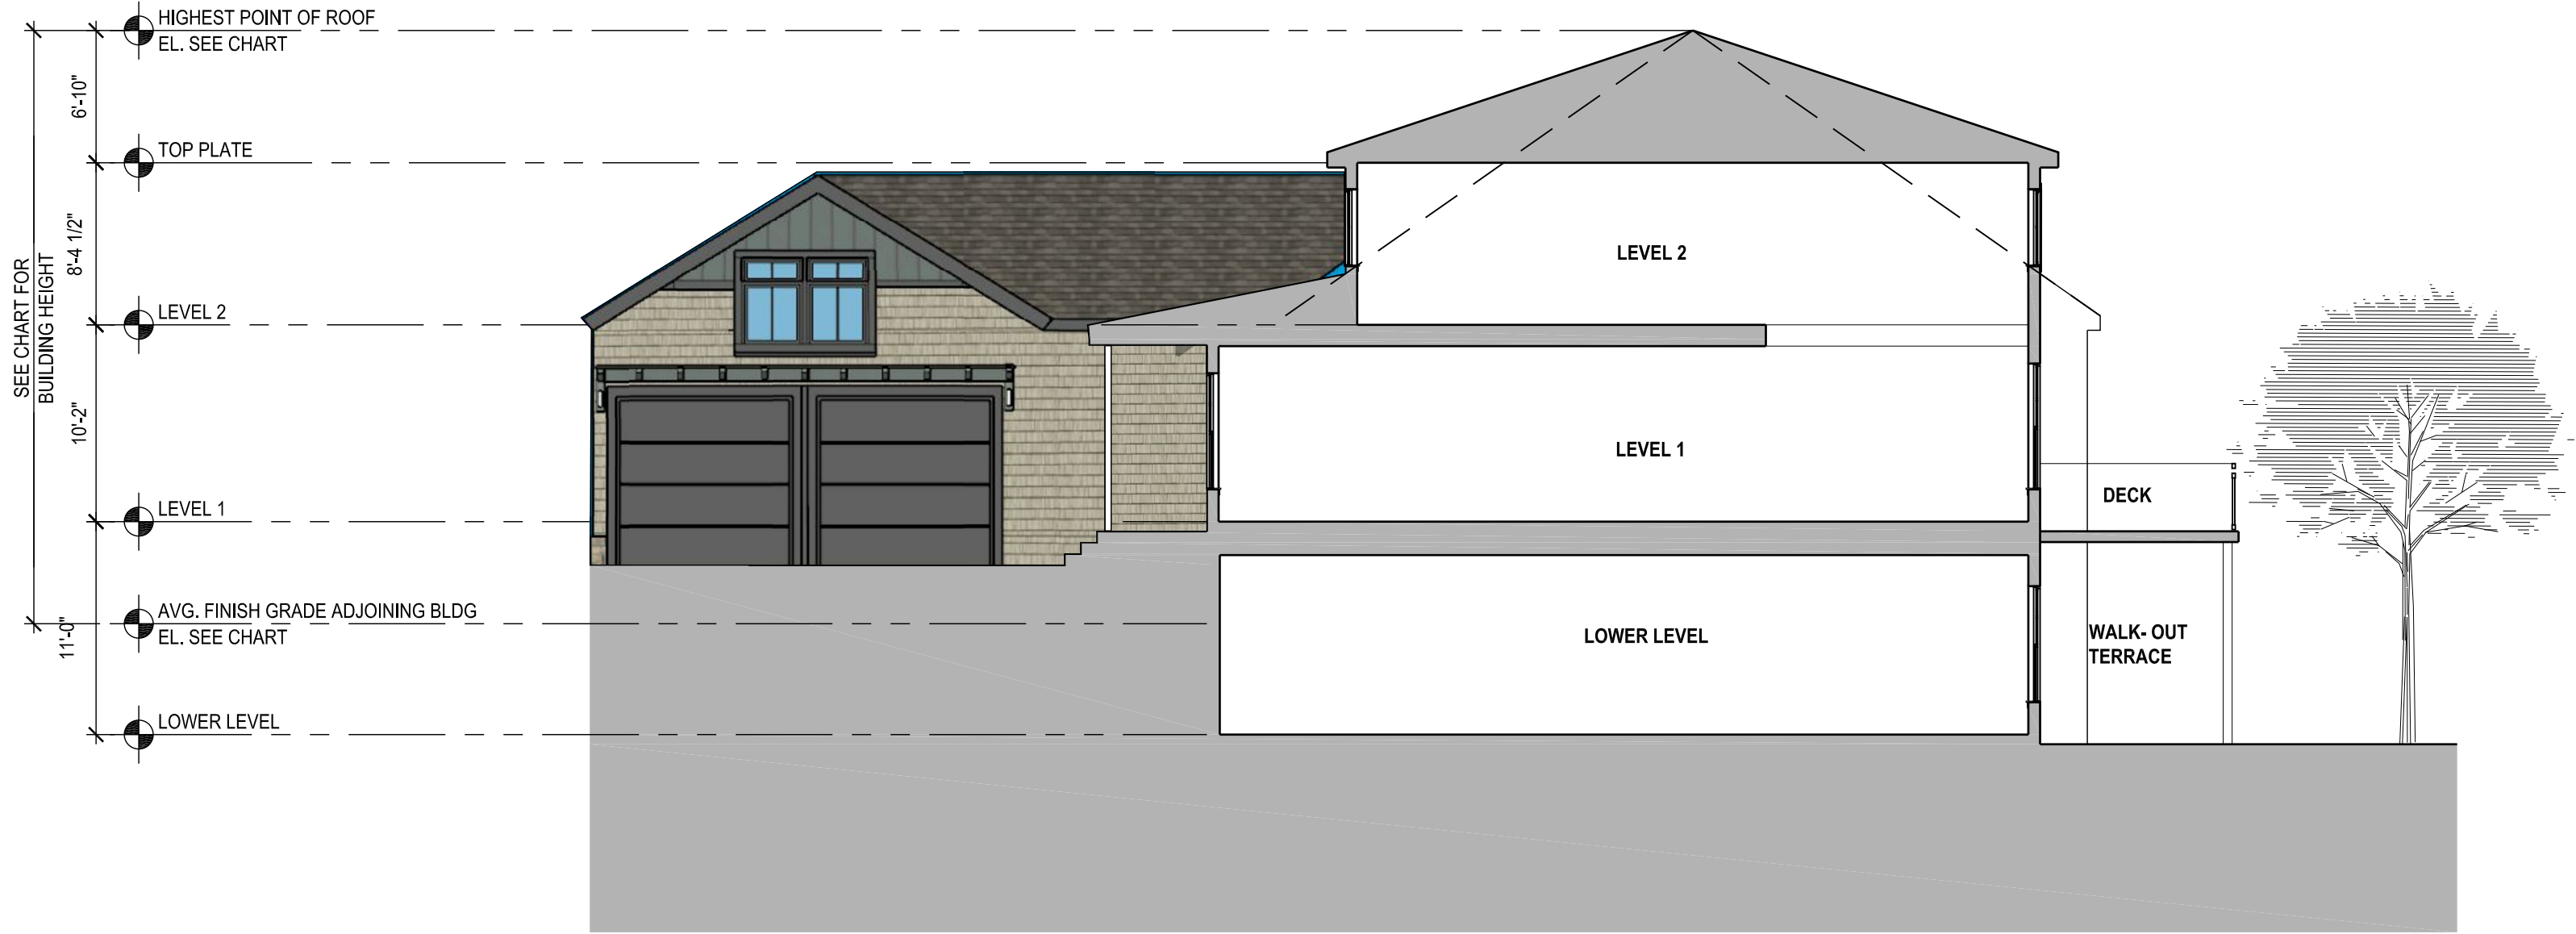 HIGHEST POINT OF ROOF
EL. SEE CHART
6'-10"
TOP PLATE
8'-4 1/2"
SEE CHART FOR
BUILDING HEIGHT
LEVEL 2
LEVEL 2
10'-2"
LEVEL 1
LEVEL 1
DECK
AVG. FINISH GRADE ADJOINING BLDG
EL. SEE CHART
11'-0"
LOWER LEVEL
WALK- OUT
TERRACE
LOWER LEVEL